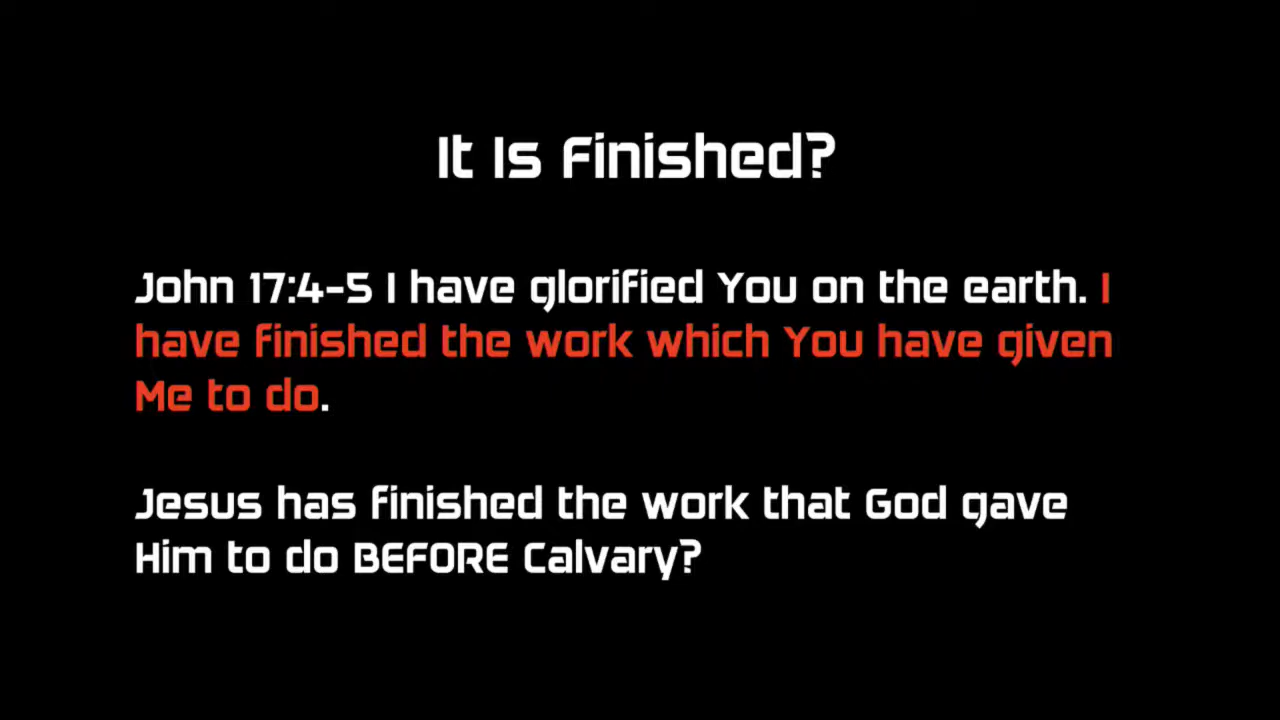 It Is Finished?
John 17:4-5 I have glorified You on the earth. I
have finished the work which You have given
Me to do.
Jesus has finished the work that God gave
Him to do BEFORE Calvary?